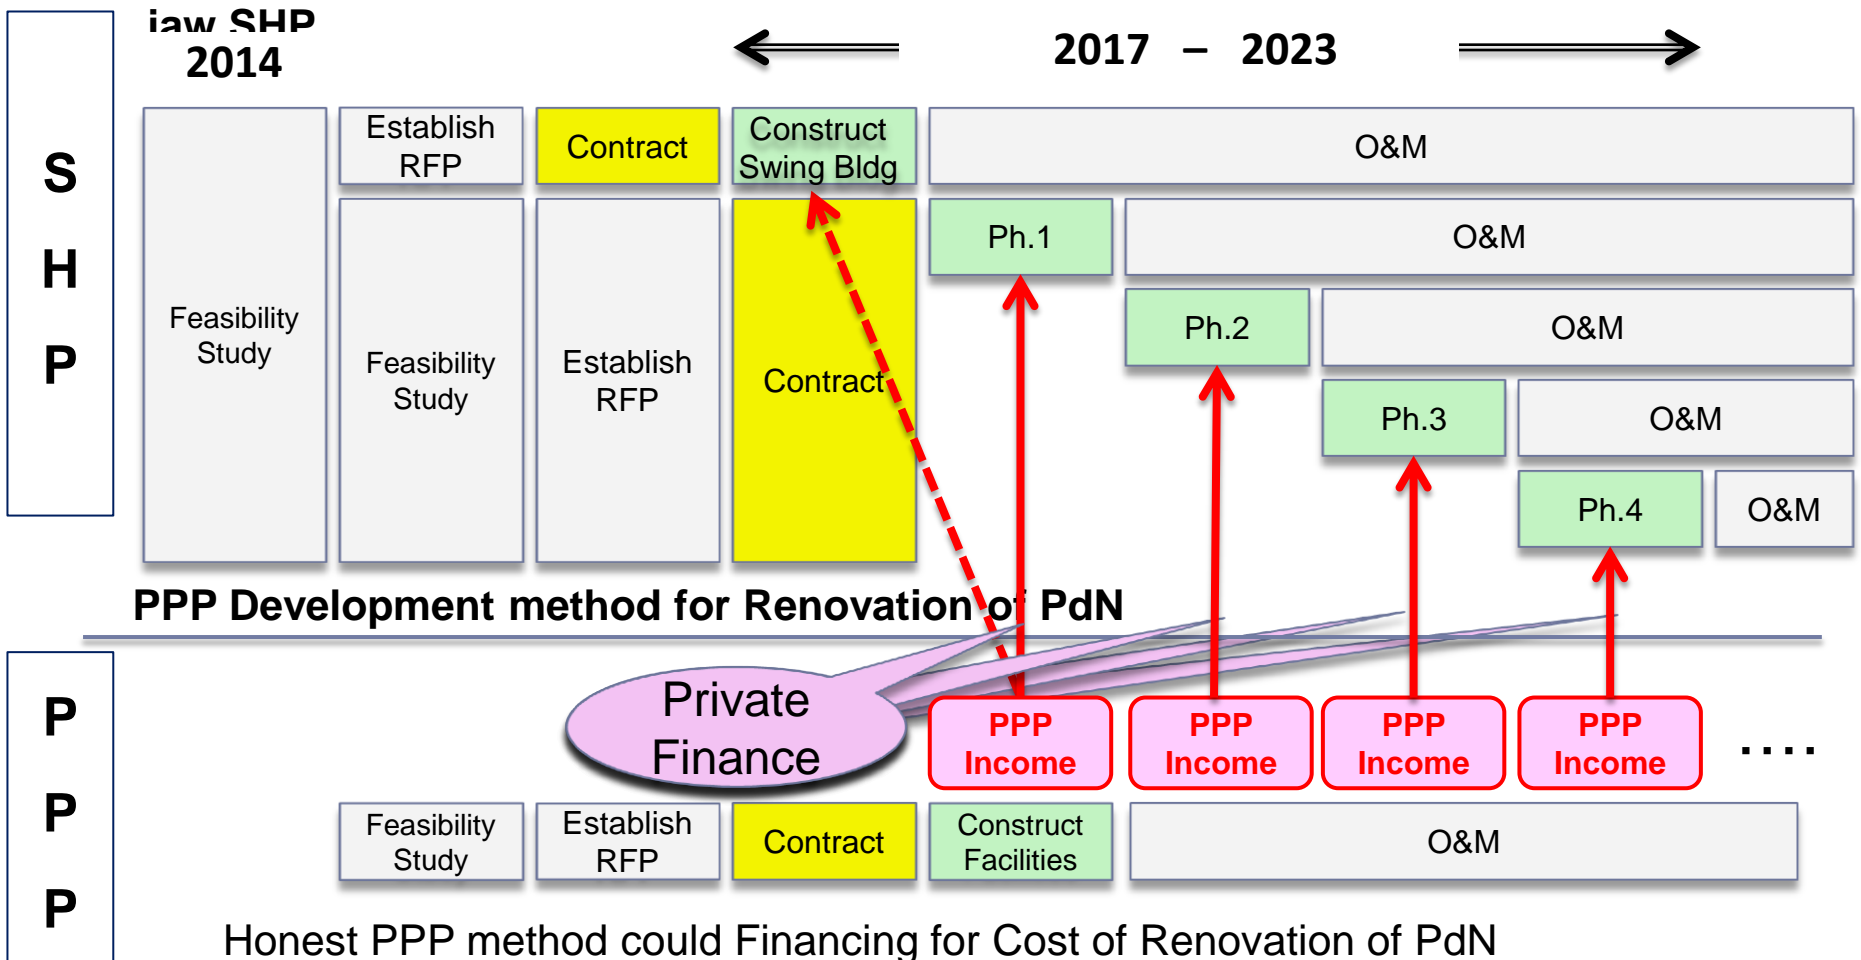 jaw SHP
2014
2017 – 2023
S
H
P
Feasibility
Study
Establish
RFP
Contract
Construct
Swing Bldg
O&M
Feasibility
Study
Establish
RFP
Contract
Ph.1
O&M
Ph.2
O&M
Ph.3
O&M
Ph.4
O&M
PPP Development method for Renovation of PdN
P
P
P
Private
Finance
PPP
Income
PPP
Income
PPP
Income
PPP
Income
....
Feasibility
Study
Establish
RFP
Contract
Construct
Facilities
O&M
Honest PPP method could Financing for Cost of Renovation of PdN